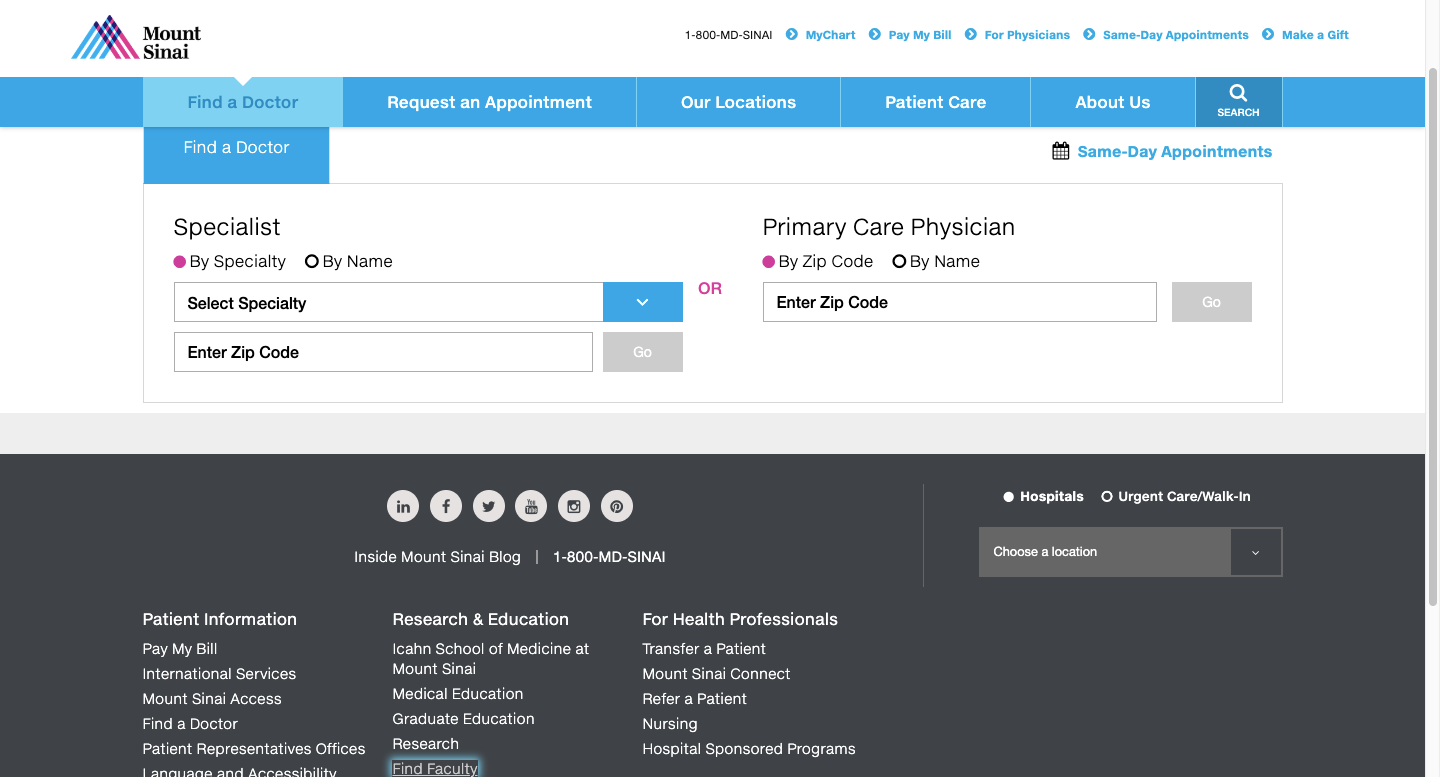 Mount
Sinai
1-800-MD-SINAI MyChart Pay My Bill For Physicians Same-Day Appointments Make a Gift
Find a Doctor Request an Appointment Our Locations Patient Care About Us SEARCH
Find a Doctor
Same-Day Appointments
Specialist
By Specialty By Name
Select Specialty
Enter Zip Code Go
OR
Primary Care Physician
By Zip Code By Name
Enter Zip Code Go
in f You Tube
Hospitals Urgent Care/Walk-In
Inside Mount Sinai Blog | 1-800-MD-SINAI
Choose a location
Patient Information
Pay My Bill
International Services
Mount Sinai Access
Find a Doctor
Patient Representatives Offices
Language and Accessibility
Research & Education
Icahn School of Medicine at
Mount Sinai
Medical Education
Graduate Education
Research
Find Faculty
For Health Professionals
Transfer a Patient
Mount Sinai Connect
Refer a Patient
Nursing
Hospital Sponsored Programs